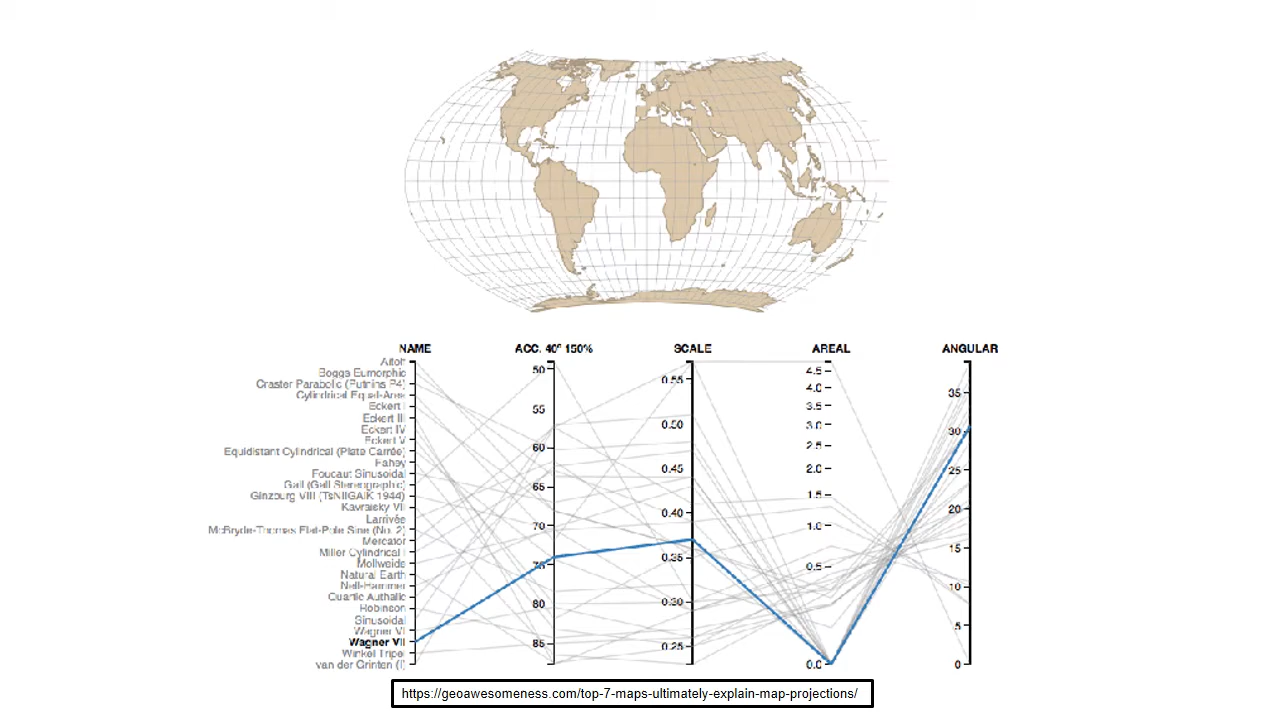 NAME ACC. 40º 150% SCALE AREAL ANGULAR
Aitoff
Boggs Eumorphic
Craster Parabolic (Putnins P4)
Cylindrical Equal-Area
Eckert I
Eckert III
Eckert IV
Eckert V
Equidistant Cylindrical (Plate Carrée)
Fahey
Foucaut Sinusoidal
Gall (Gall Stereographic)
Ginzburg VIII (TsNIIGAiK 1944)
Kavraisky VII
Larrivée
McBryde-Thomas Flat-Pole Sine (No. 2)
Mercator
Miller Cylindrical I
Mollweide
Natural Earth
Nell-Hammer
Quartic Authalic
Robinson
Sinusoidal
Wagner VI
Wagner VII
Winkel Tripel
van der Grinten (I)
50
55
60
65
70
75
80
85
0.55
0.50
0.45
0.40
0.35
0.30
0.25
4.5
4.0
3.5
3.0
2.5
2.0
1.5
1.0
0.5
0.0
35
30
25
20
15
10
5
0
https://geoawesomeness.com/top-7-maps-ultimately-explain-map-projections/